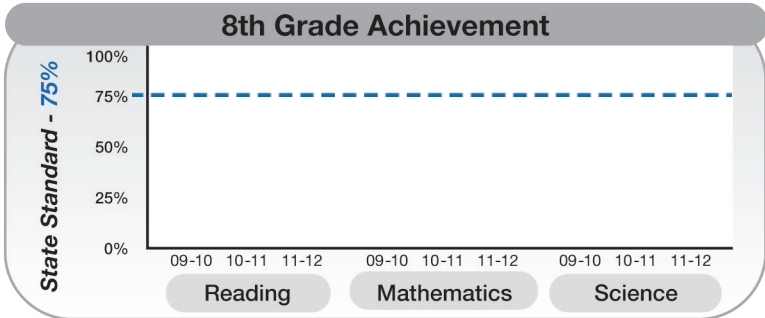 8th Grade Achievement
State Standard - 75%
100%
75%
50%
25%
0%
09-10 10-11 11-12 09-10 10-11 11-12 09-10 10-11 11-12
Reading Mathematics Science